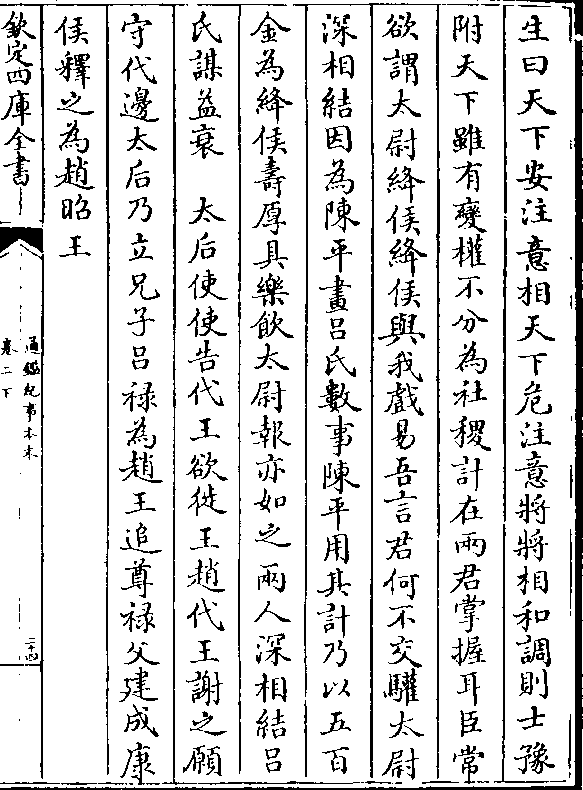 生曰天下安注意相天下危注意將將相和調則士豫
附天下雖有變權不分為社稷計在兩君掌握耳臣常
欲謂太尉絳侯絳侯與我戲易吾言君何不交驩太尉
深相結因為陳平畫吕氏數事陳平用其計乃以五百
金為絳侯壽厚具樂飲太尉報亦如之兩人深相結吕
氏謀益衰　太后使使告代王欲徙王趙代王謝之願
守代邊太后乃立兄子吕禄為趙王追尊禄父建成康
侯釋之為趙昭王
欽定四庫全書
通鑑紀事本末
卷二下
二十四